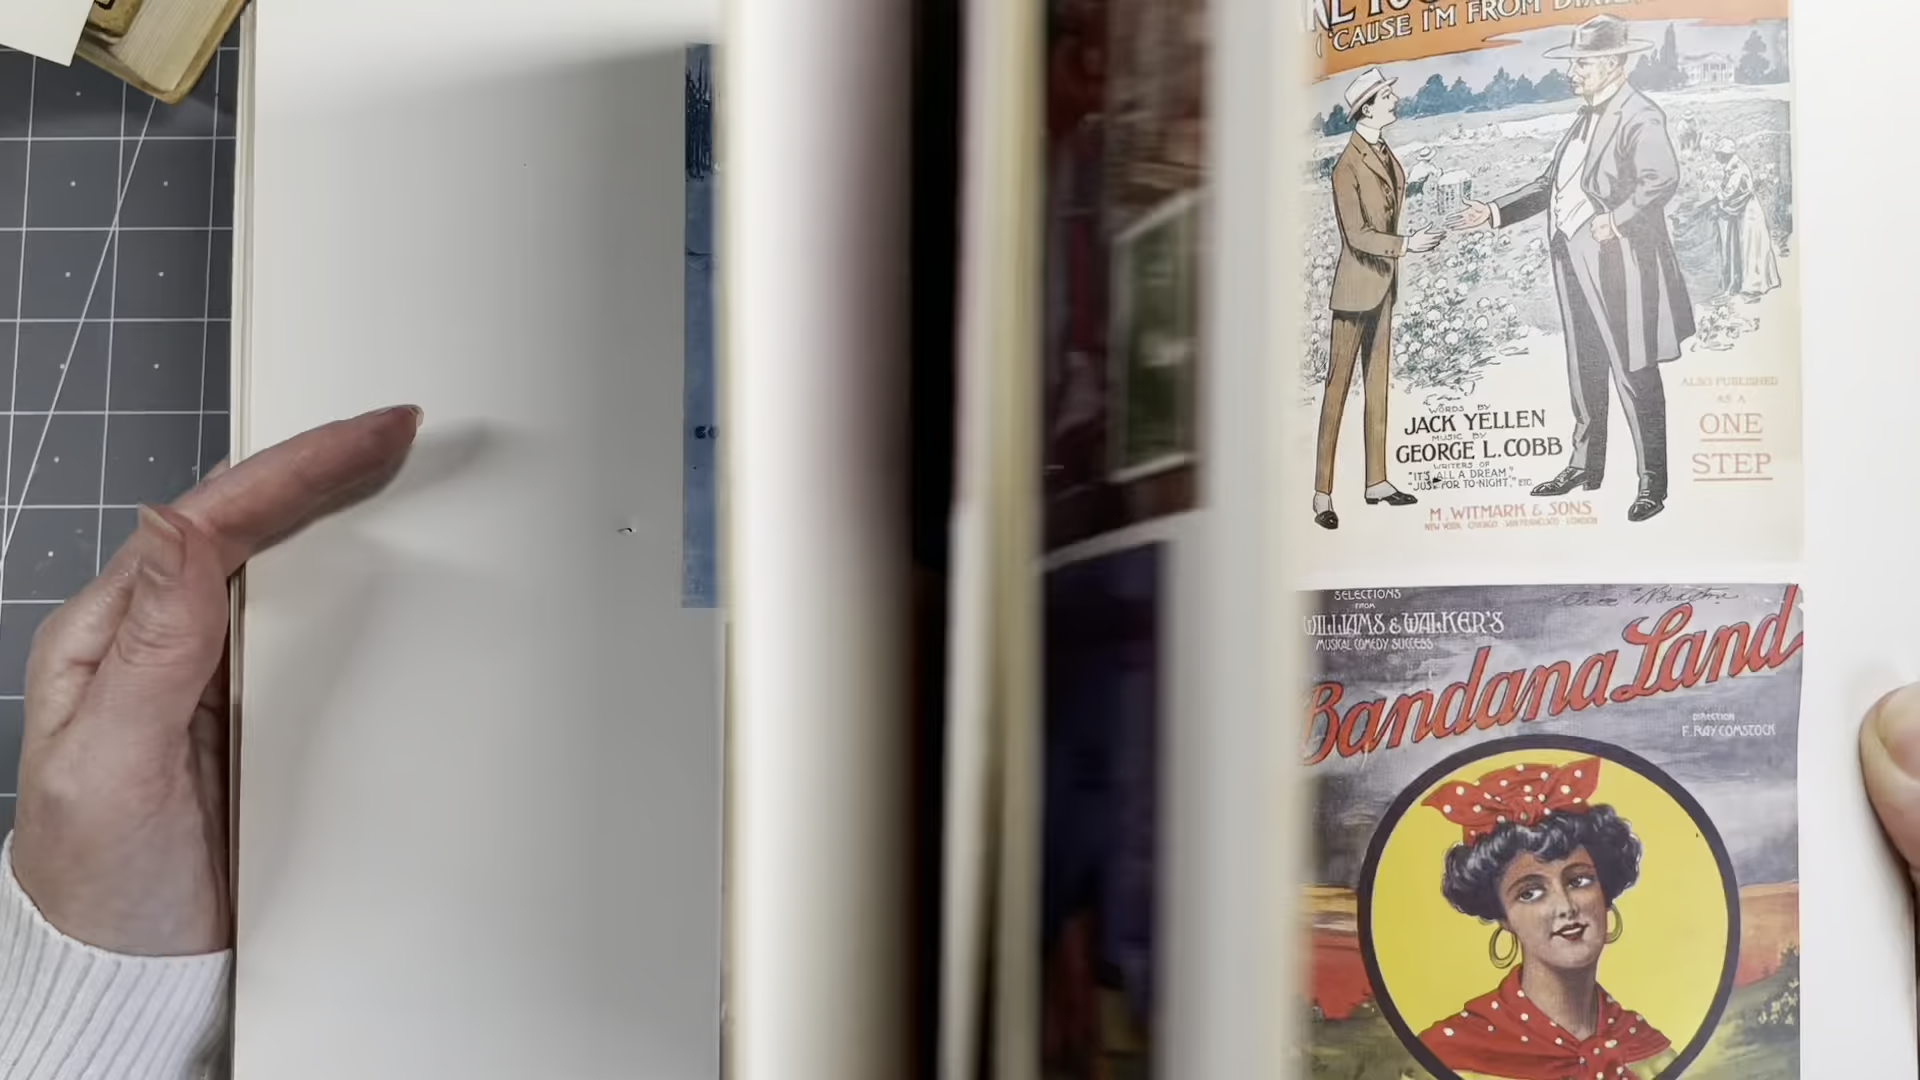 'CAUSE I'M FROM
WORDS BY
JACK YELLEN
MUSIC BY
GEORGE L. COBB
WRITERS OF
"IT'S ALL A DREAM,"
"JUST FOR TO-NIGHT," ETC.
M. WITMARK & SONS
NEW YORK CHICAGO SAN FRANCISCO LONDON
ALSO PUBLISHED
AS A
ONE
STEP
SELECTIONS
FROM
WILLIAMS & WALKER'S
MUSICAL COMEDY SUCCESS
Bandana Land
DIRECTION
F. RAY COMSTOCK